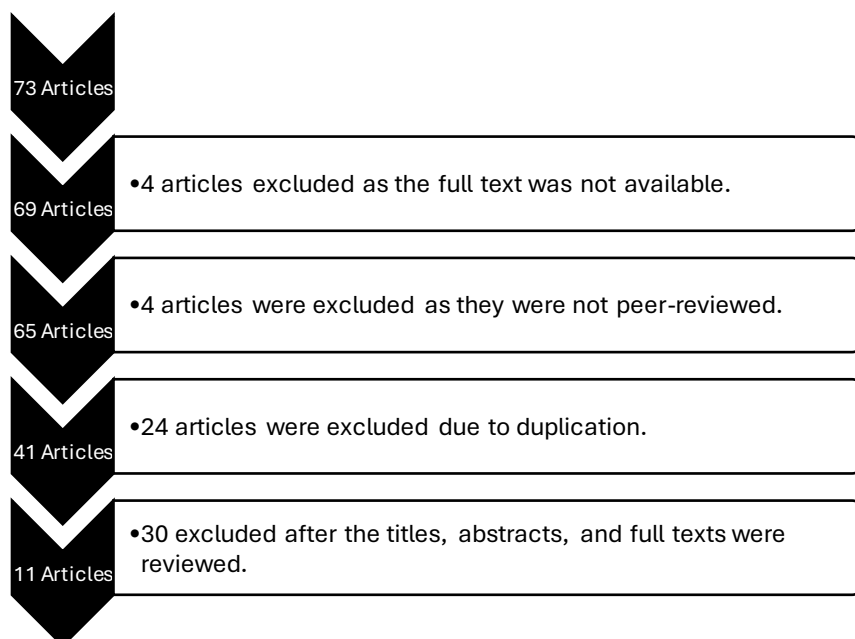 73 Articles
69 Articles
•4 articles excluded as the full text was not available.
65 Articles
•4 articles were excluded as they were not peer-reviewed.
41 Articles
•24 articles were excluded due to duplication.
11 Articles
•30 excluded after the titles, abstracts, and full texts were
reviewed.